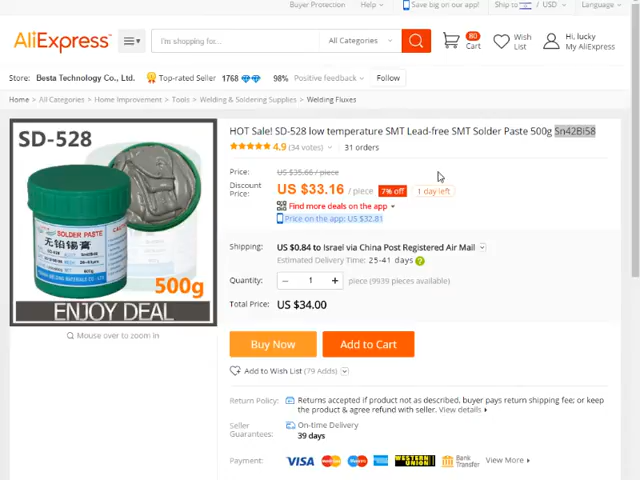 Buyer Protection Help Save big on our app! Ship to / USD Language
AliExpress I'm shopping for... All Categories 80 Cart Wish List Hi, lucky My AliExpress
Store: Besta Technology Co., Ltd. Top-rated Seller 1768 98% Positive feedback Follow
Home > All Categories > Home Improvement > Tools > Welding & Soldering Supplies > Welding Fluxes
SD-528
SOLDER PASTE
无铅锡膏
500g
ENJOY DEAL
Mouse over to zoom in
HOT Sale! SD-528 low temperature SMT Lead-free SMT Solder Paste 500g Sn42Bi58
4.9 (34 votes) 31 orders
Price: US $35.66 / piece
Discount Price: US $33.16 / piece 7% off 1 day left
Find more deals on the app
Price on the app: US $32.81
Shipping: US $0.84 to Israel via China Post Registered Air Mail
Estimated Delivery Time: 25-41 days ?
Quantity: – 1 + piece (9939 pieces available)
Total Price: US $34.00
Buy Now Add to Cart
Add to Wish List (79 Adds)
Return Policy: Returns accepted if product not as described, buyer pays return shipping fee; or keep
the product & agree refund with seller. View details
Seller Guarantees: On-time Delivery
39 days
Payment: VISA WESTERN UNION Bank Transfer View More